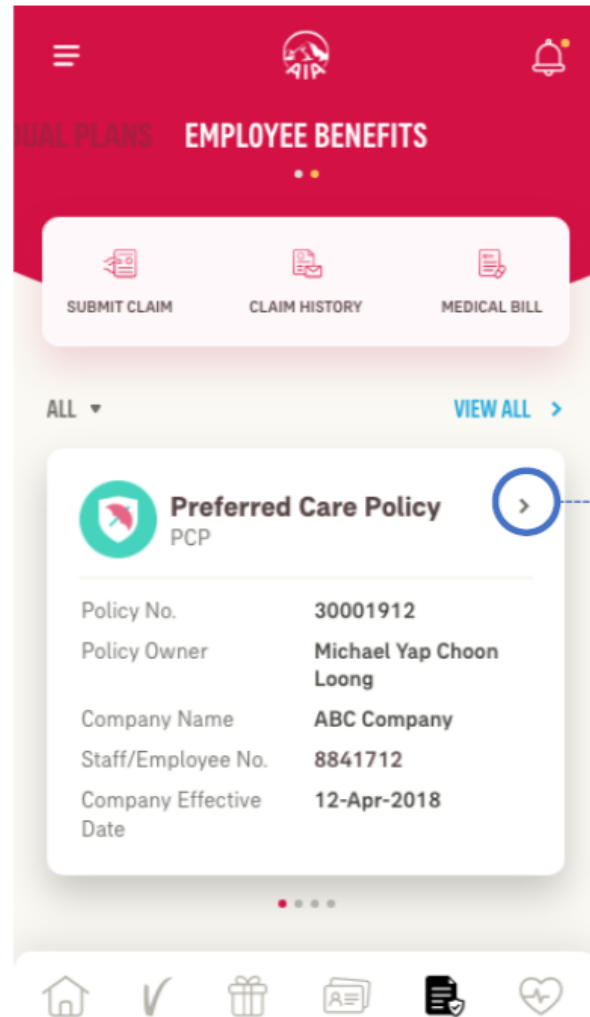 AIA
DUAL PLANS EMPLOYEE BENEFITS
SUBMIT CLAIM CLAIM HISTORY MEDICAL BILL
ALL VIEW ALL >
Preferred Care Policy >
PCP
Policy No. 30001912
Policy Owner Michael Yap Choon
Loong
Company Name ABC Company
Staff/Employee No. 8841712
Company Effective 12-Apr-2018
Date